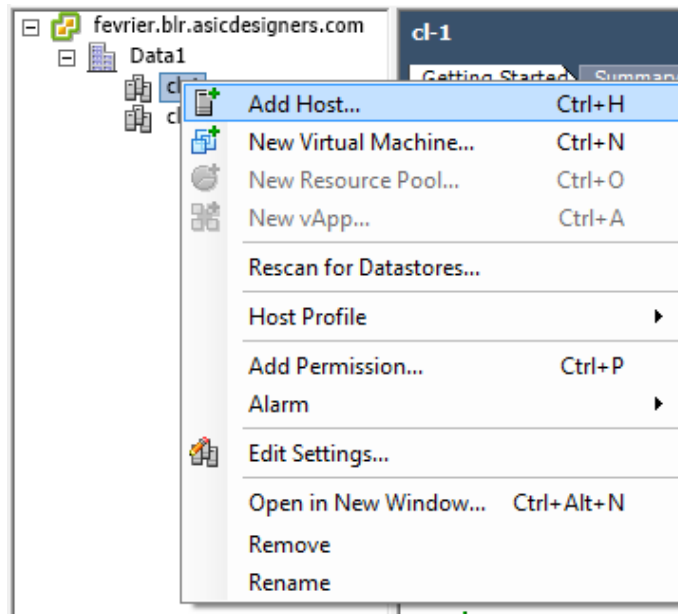 fevrier.blr.asicdesigners.com
cl-1
Data1
Getting Started
Add Host... Ctrl+H
New Virtual Machine... Ctrl+N
New Resource Pool... Ctrl+O
New vApp... Ctrl+A
Rescan for Datastores...
Host Profile
Add Permission... Ctrl+P
Alarm
Edit Settings...
Open in New Window... Ctrl+Alt+N
Remove
Rename